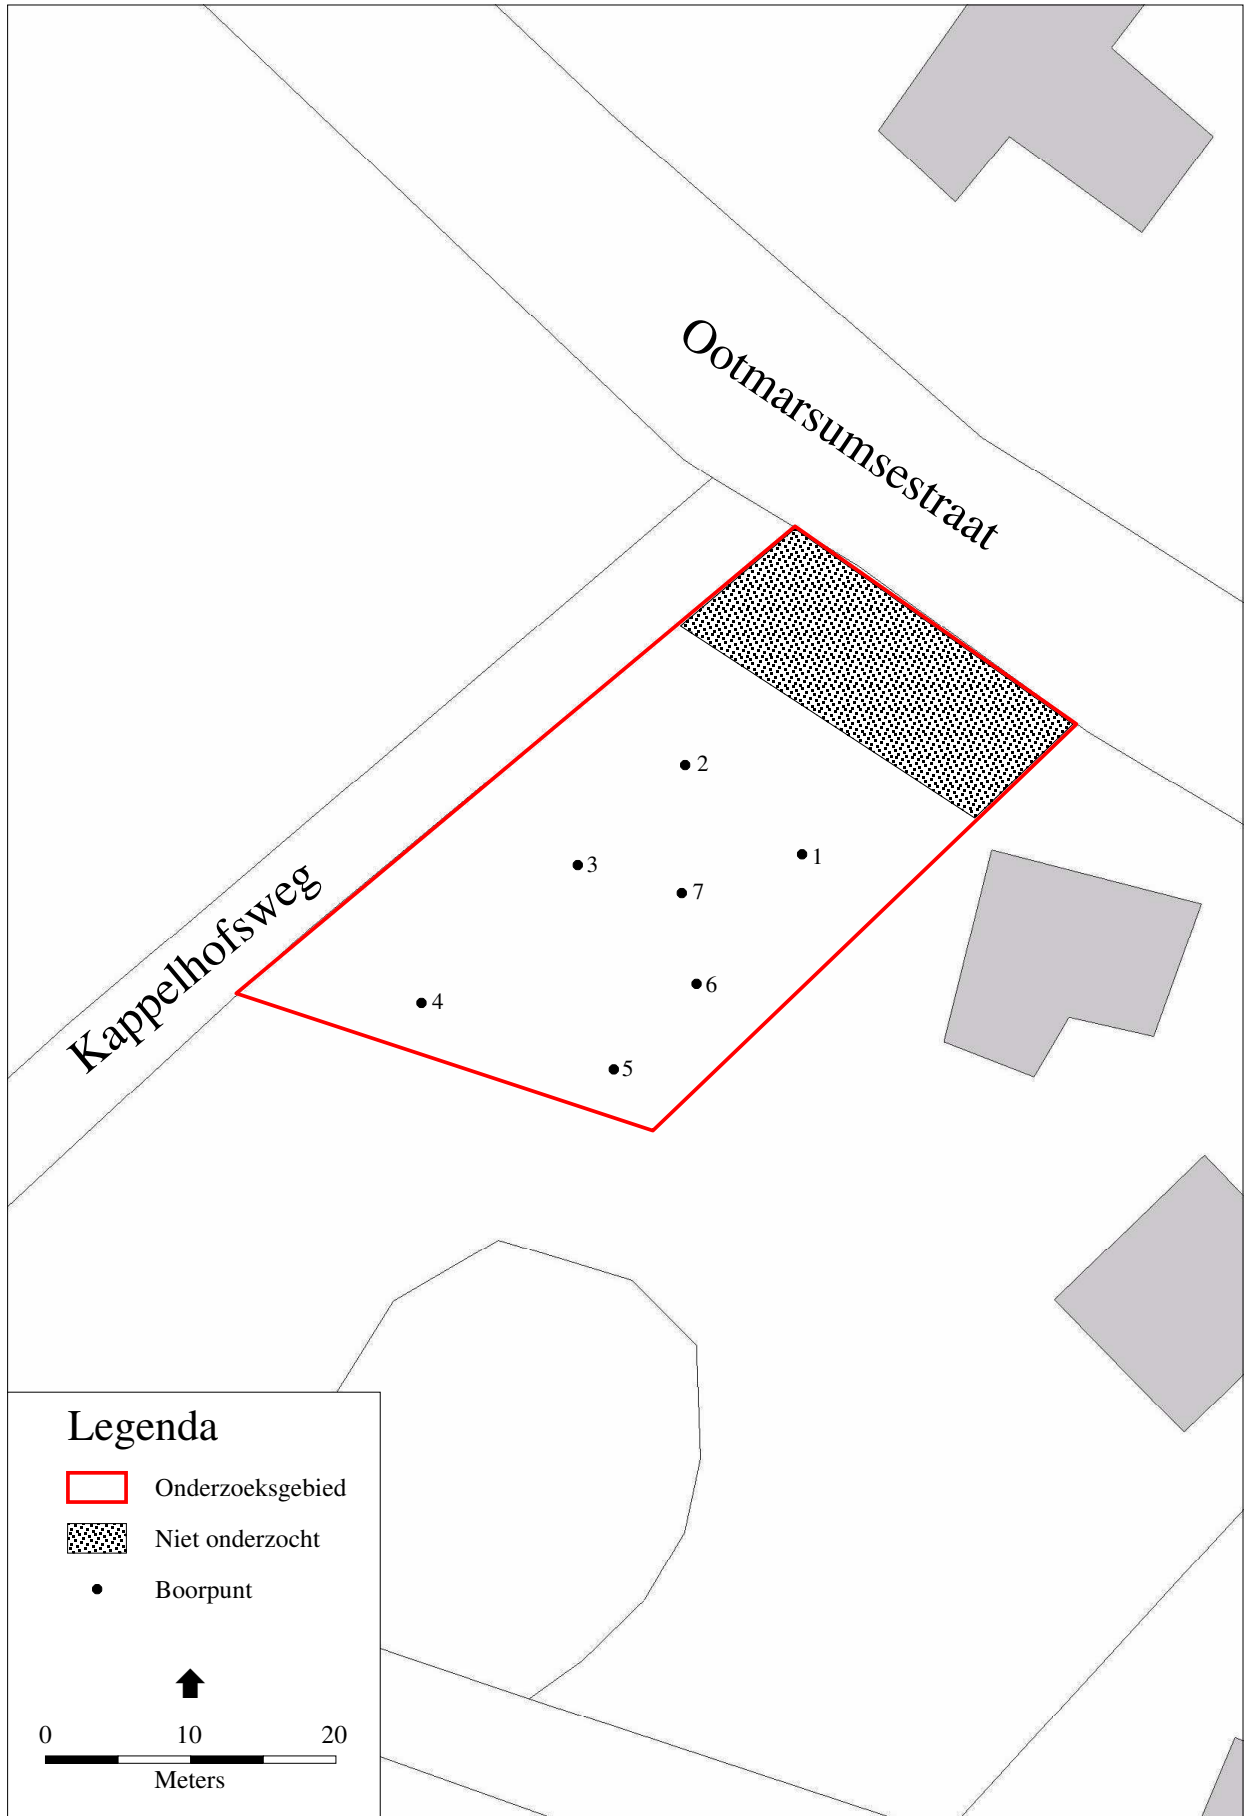 Ootmarsumsestraat
2
1
3
7
Kappelhofsweg
6
4
5
Legenda
Onderzoeksgebied
Niet onderzocht
Boorpunt
0 10 20
Meters